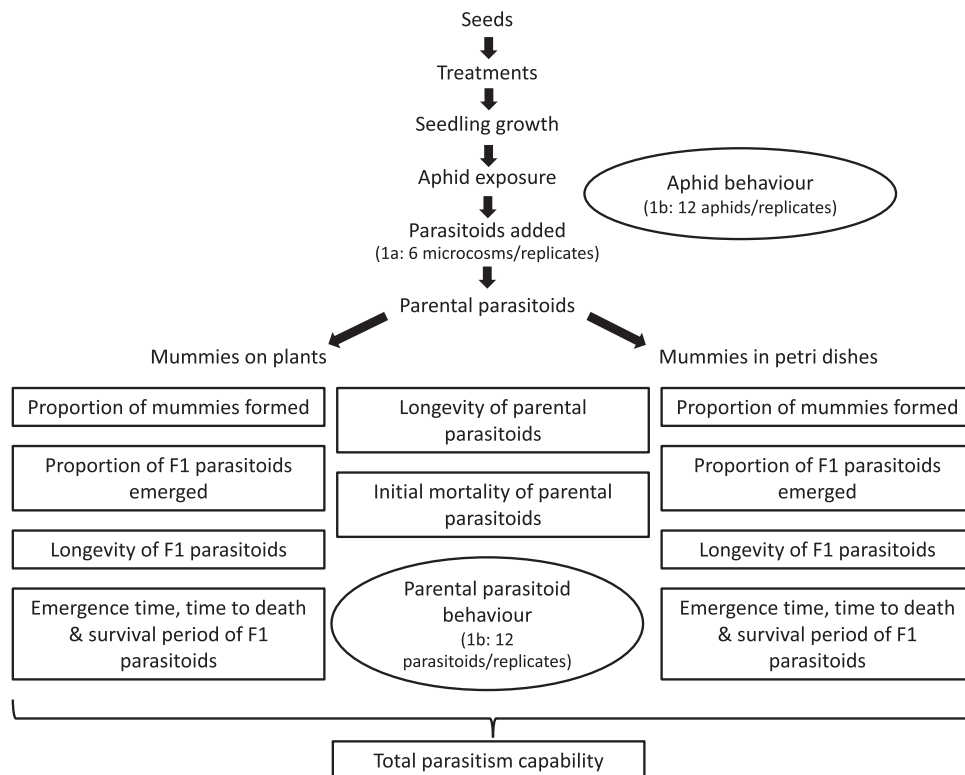 Seeds
Treatments
Seedling growth
Aphid exposure
Aphid behaviour
(1b: 12 aphids/replicates)
Parasitoids added
(1a: 6 microcosms/replicates)
Parental parasitoids
Mummies on plants
Mummies in petri dishes
Proportion of mummies formed
Proportion of F1 parasitoids
emerged
Longevity of F1 parasitoids
Emergence time, time to death
& survival period of F1
parasitoids
Longevity of parental
parasitoids
Initial mortality of parental
parasitoids
Parental parasitoid
behaviour
(1b: 12
parasitoids/replicates)
Proportion of mummies formed
Proportion of F1 parasitoids
emerged
Longevity of F1 parasitoids
Emergence time, time to death
& survival period of F1
parasitoids
Total parasitism capability